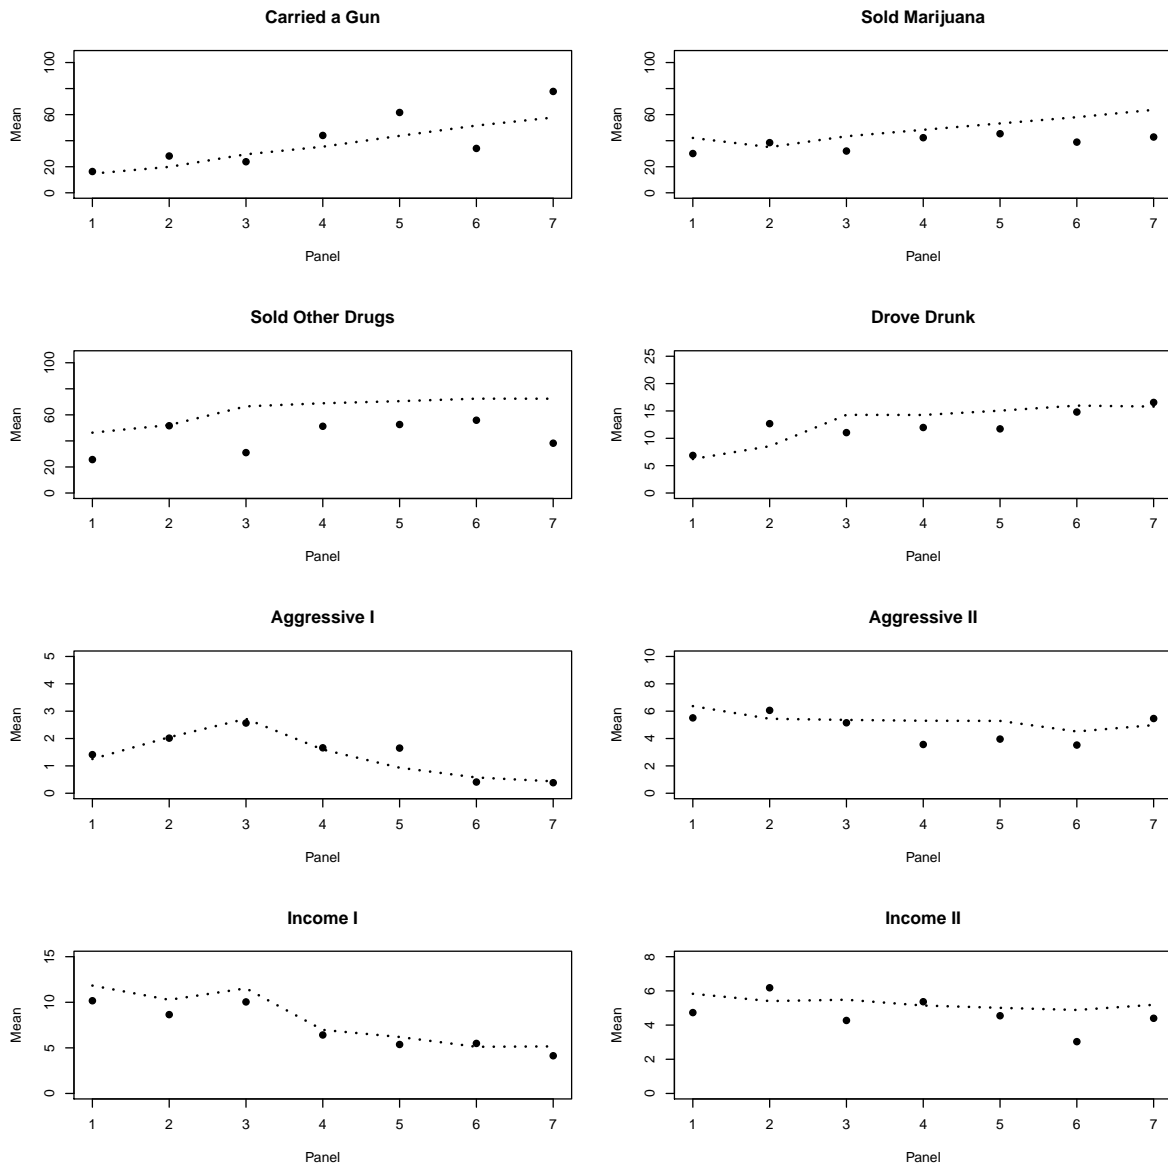 Carried a Gun
Mean
100
60
20
0
1 2 3 4 5 6 7
Panel
Sold Marijuana
Mean
100
60
20
0
1 2 3 4 5 6 7
Panel
Sold Other Drugs
Mean
100
60
20
0
1 2 3 4 5 6 7
Panel
Drove Drunk
Mean
25
20
15
10
5
0
1 2 3 4 5 6 7
Panel
Aggressive I
Mean
5
4
3
2
1
0
1 2 3 4 5 6 7
Panel
Aggressive II
Mean
10
8
6
4
2
0
1 2 3 4 5 6 7
Panel
Income I
Mean
15
10
5
0
1 2 3 4 5 6 7
Panel
Income II
Mean
8
6
4
2
0
1 2 3 4 5 6 7
Panel